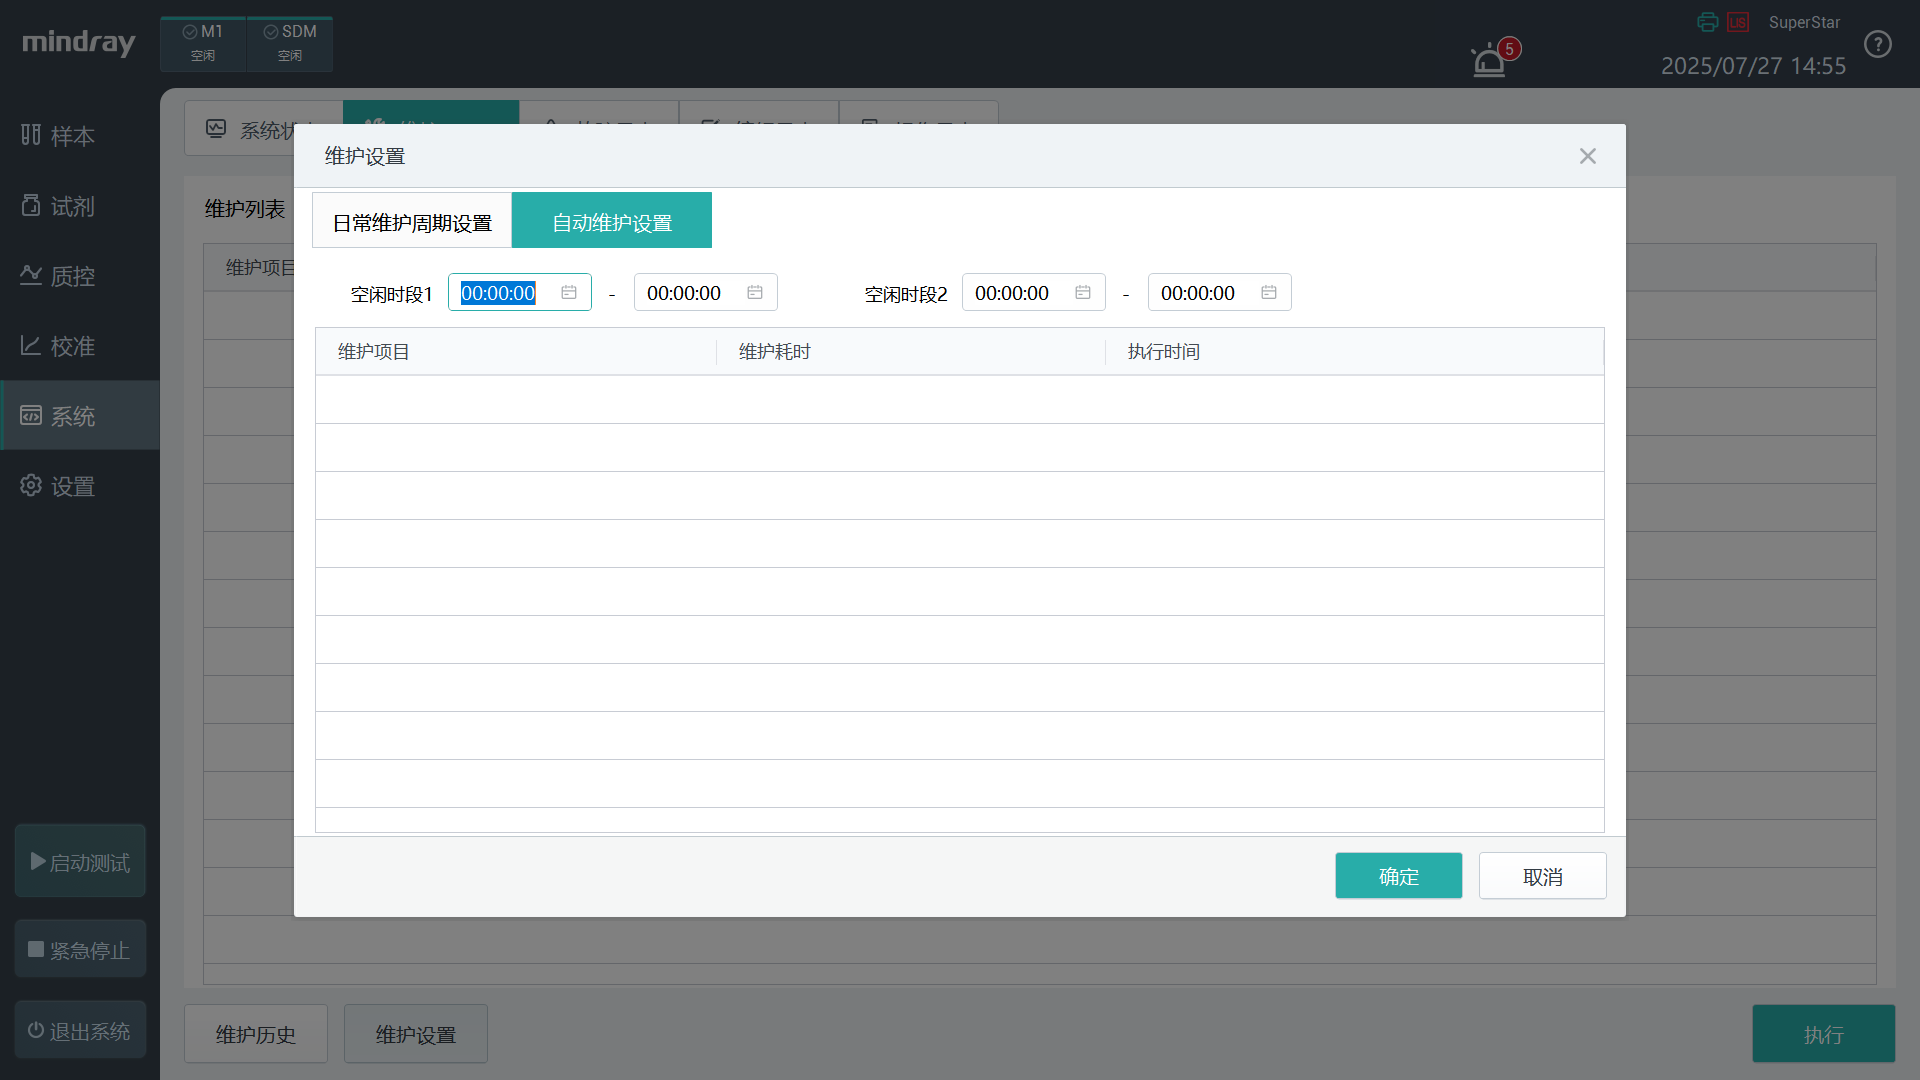 mindray
M1
空闲
SDM
空闲
5
LIS
SuperStar
2025/07/27 14:55
?
样本
试剂
质控
校准
系统
设置
启动测试
紧急停止
退出系统
维护列表
维护项目
维护设置
日常维护周期设置
自动维护设置
空闲时段1
00:00:00
-
00:00:00
空闲时段2
00:00:00
-
00:00:00
维护项目
维护耗时
执行时间
确定
取消
维护历史
维护设置
执行